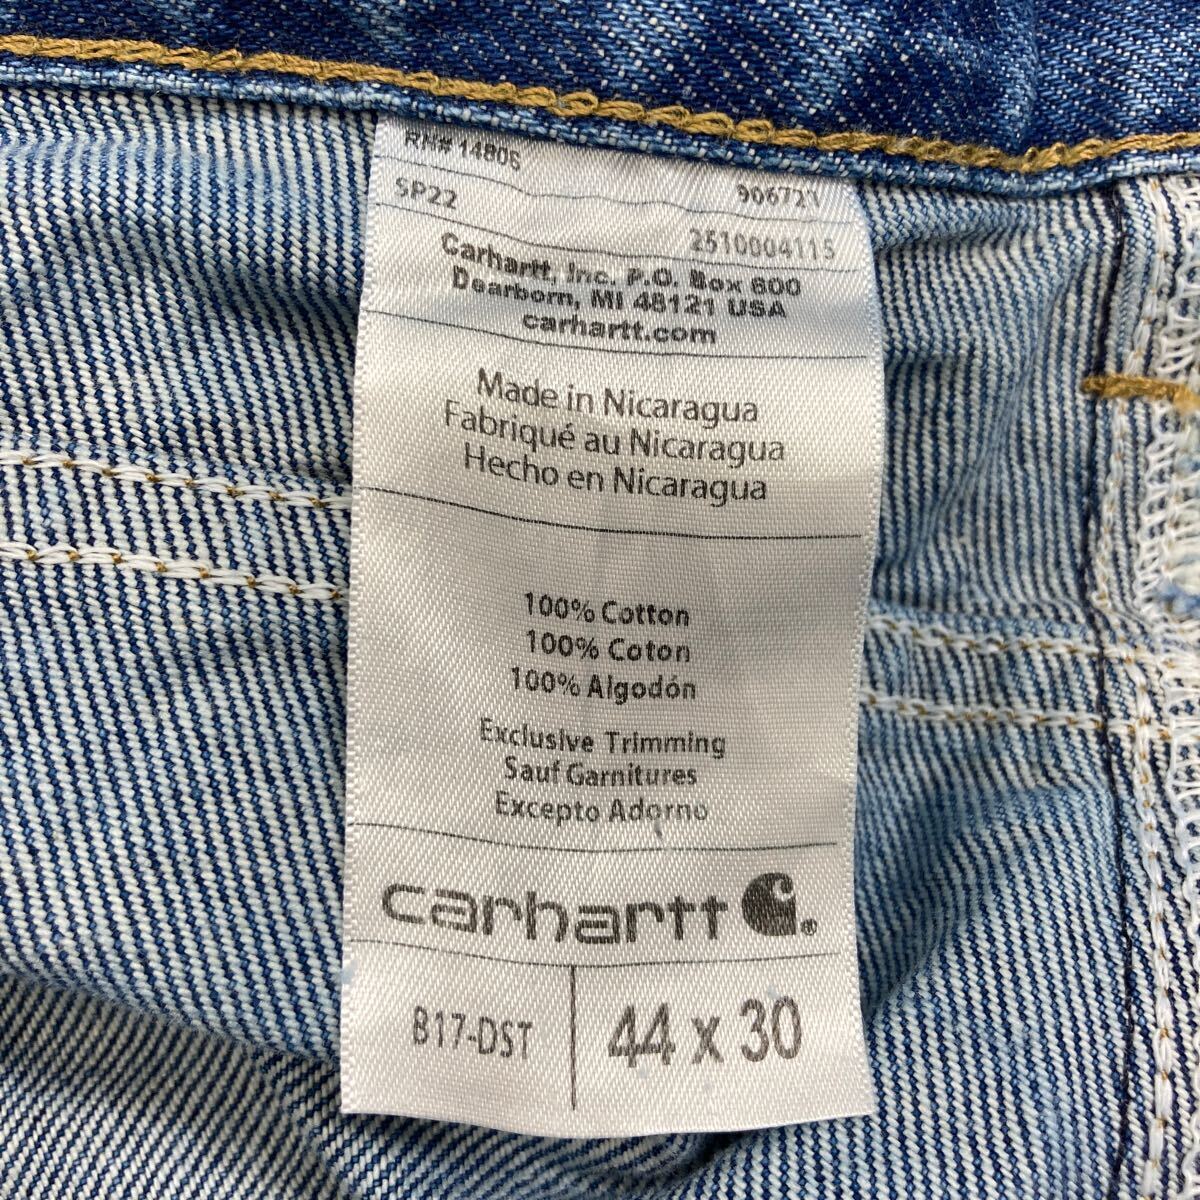 RN# 14806
SP22 906721
2510004115
Carhartt, Inc. P.O. Box 600
Dearborn, MI 48121 USA
carhartt.com
Made in Nicaragua
Fabriqué au Nicaragua
Hecho en Nicaragua
100% Cotton
100% Coton
100% Algodón
Exclusive Trimming
Sauf Garnitures
Excepto Adorno
carhartt ®
B17-DST 44 x 30